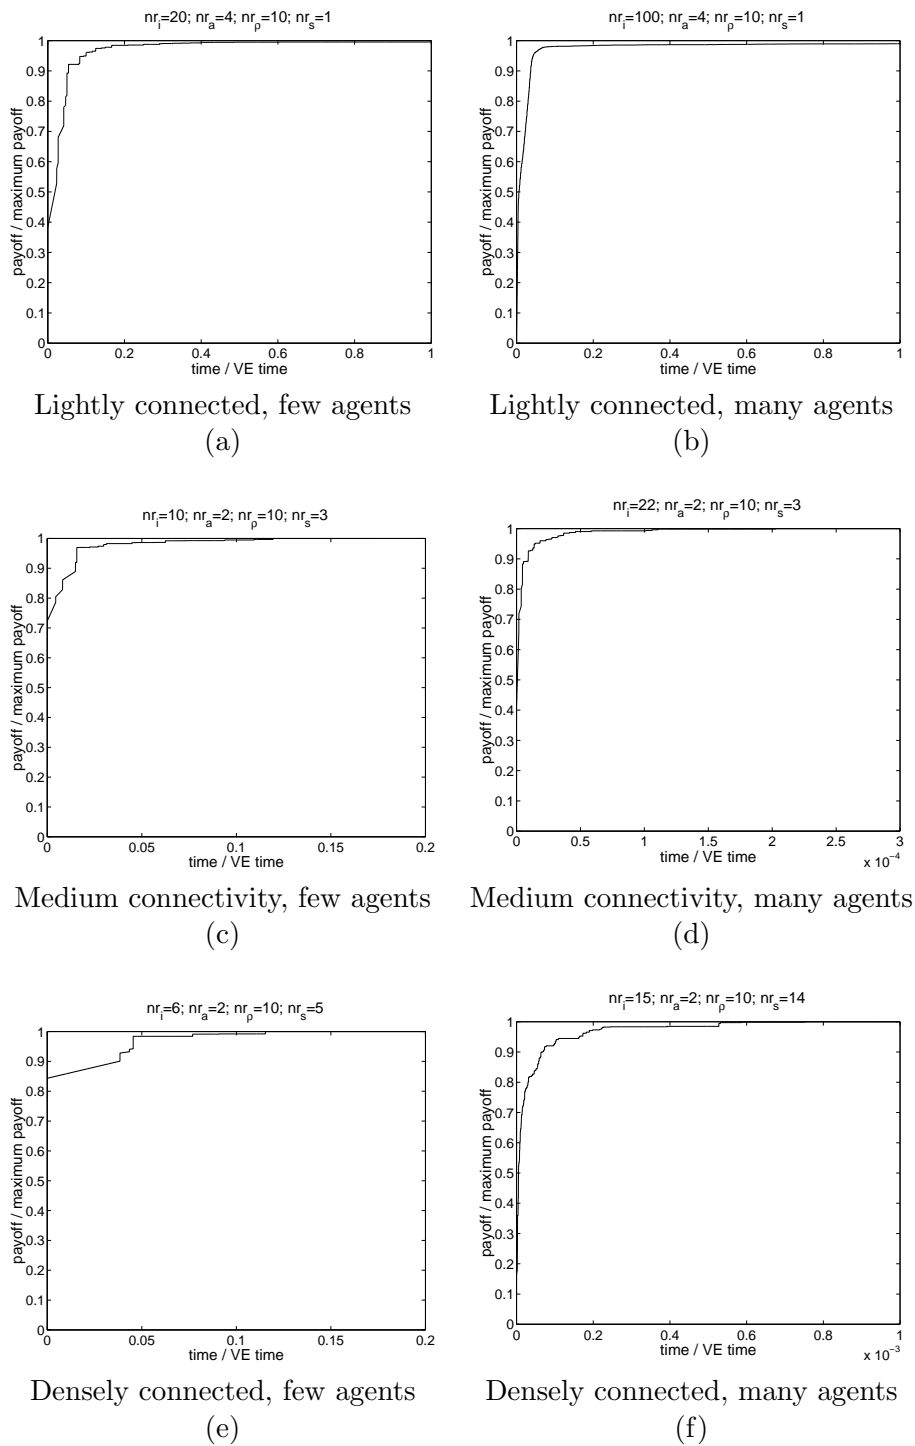 nr_i=20; nr_a=4; nr_ρ=10; nr_s=1
payoff / maximum payoff
1
0.9
0.8
0.7
0.6
0.5
0.4
0.3
0.2
0.1
0
0 0.2 0.4 0.6 0.8 1
time / VE time
Lightly connected, few agents
(a)
nr_i=100; nr_a=4; nr_ρ=10; nr_s=1
payoff / maximum payoff
1
0.9
0.8
0.7
0.6
0.5
0.4
0.3
0.2
0.1
0
0 0.2 0.4 0.6 0.8 1
time / VE time
Lightly connected, many agents
(b)
nr_i=10; nr_a=2; nr_ρ=10; nr_s=3
payoff / maximum payoff
1
0.9
0.8
0.7
0.6
0.5
0.4
0.3
0.2
0.1
0
0 0.05 0.1 0.15 0.2
time / VE time
Medium connectivity, few agents
(c)
nr_i=22; nr_a=2; nr_ρ=10; nr_s=3
payoff / maximum payoff
1
0.9
0.8
0.7
0.6
0.5
0.4
0.3
0.2
0.1
0
0 0.5 1 1.5 2 2.5 3
time / VE time
x 10⁻⁴
Medium connectivity, many agents
(d)
nr_i=6; nr_a=2; nr_ρ=10; nr_s=5
payoff / maximum payoff
1
0.9
0.8
0.7
0.6
0.5
0.4
0.3
0.2
0.1
0
0 0.05 0.1 0.15 0.2
time / VE time
Densely connected, few agents
(e)
nr_i=15; nr_a=2; nr_ρ=10; nr_s=14
payoff / maximum payoff
1
0.9
0.8
0.7
0.6
0.5
0.4
0.3
0.2
0.1
0
0 0.2 0.4 0.6 0.8 1
time / VE time
x 10⁻³
Densely connected, many agents
(f)